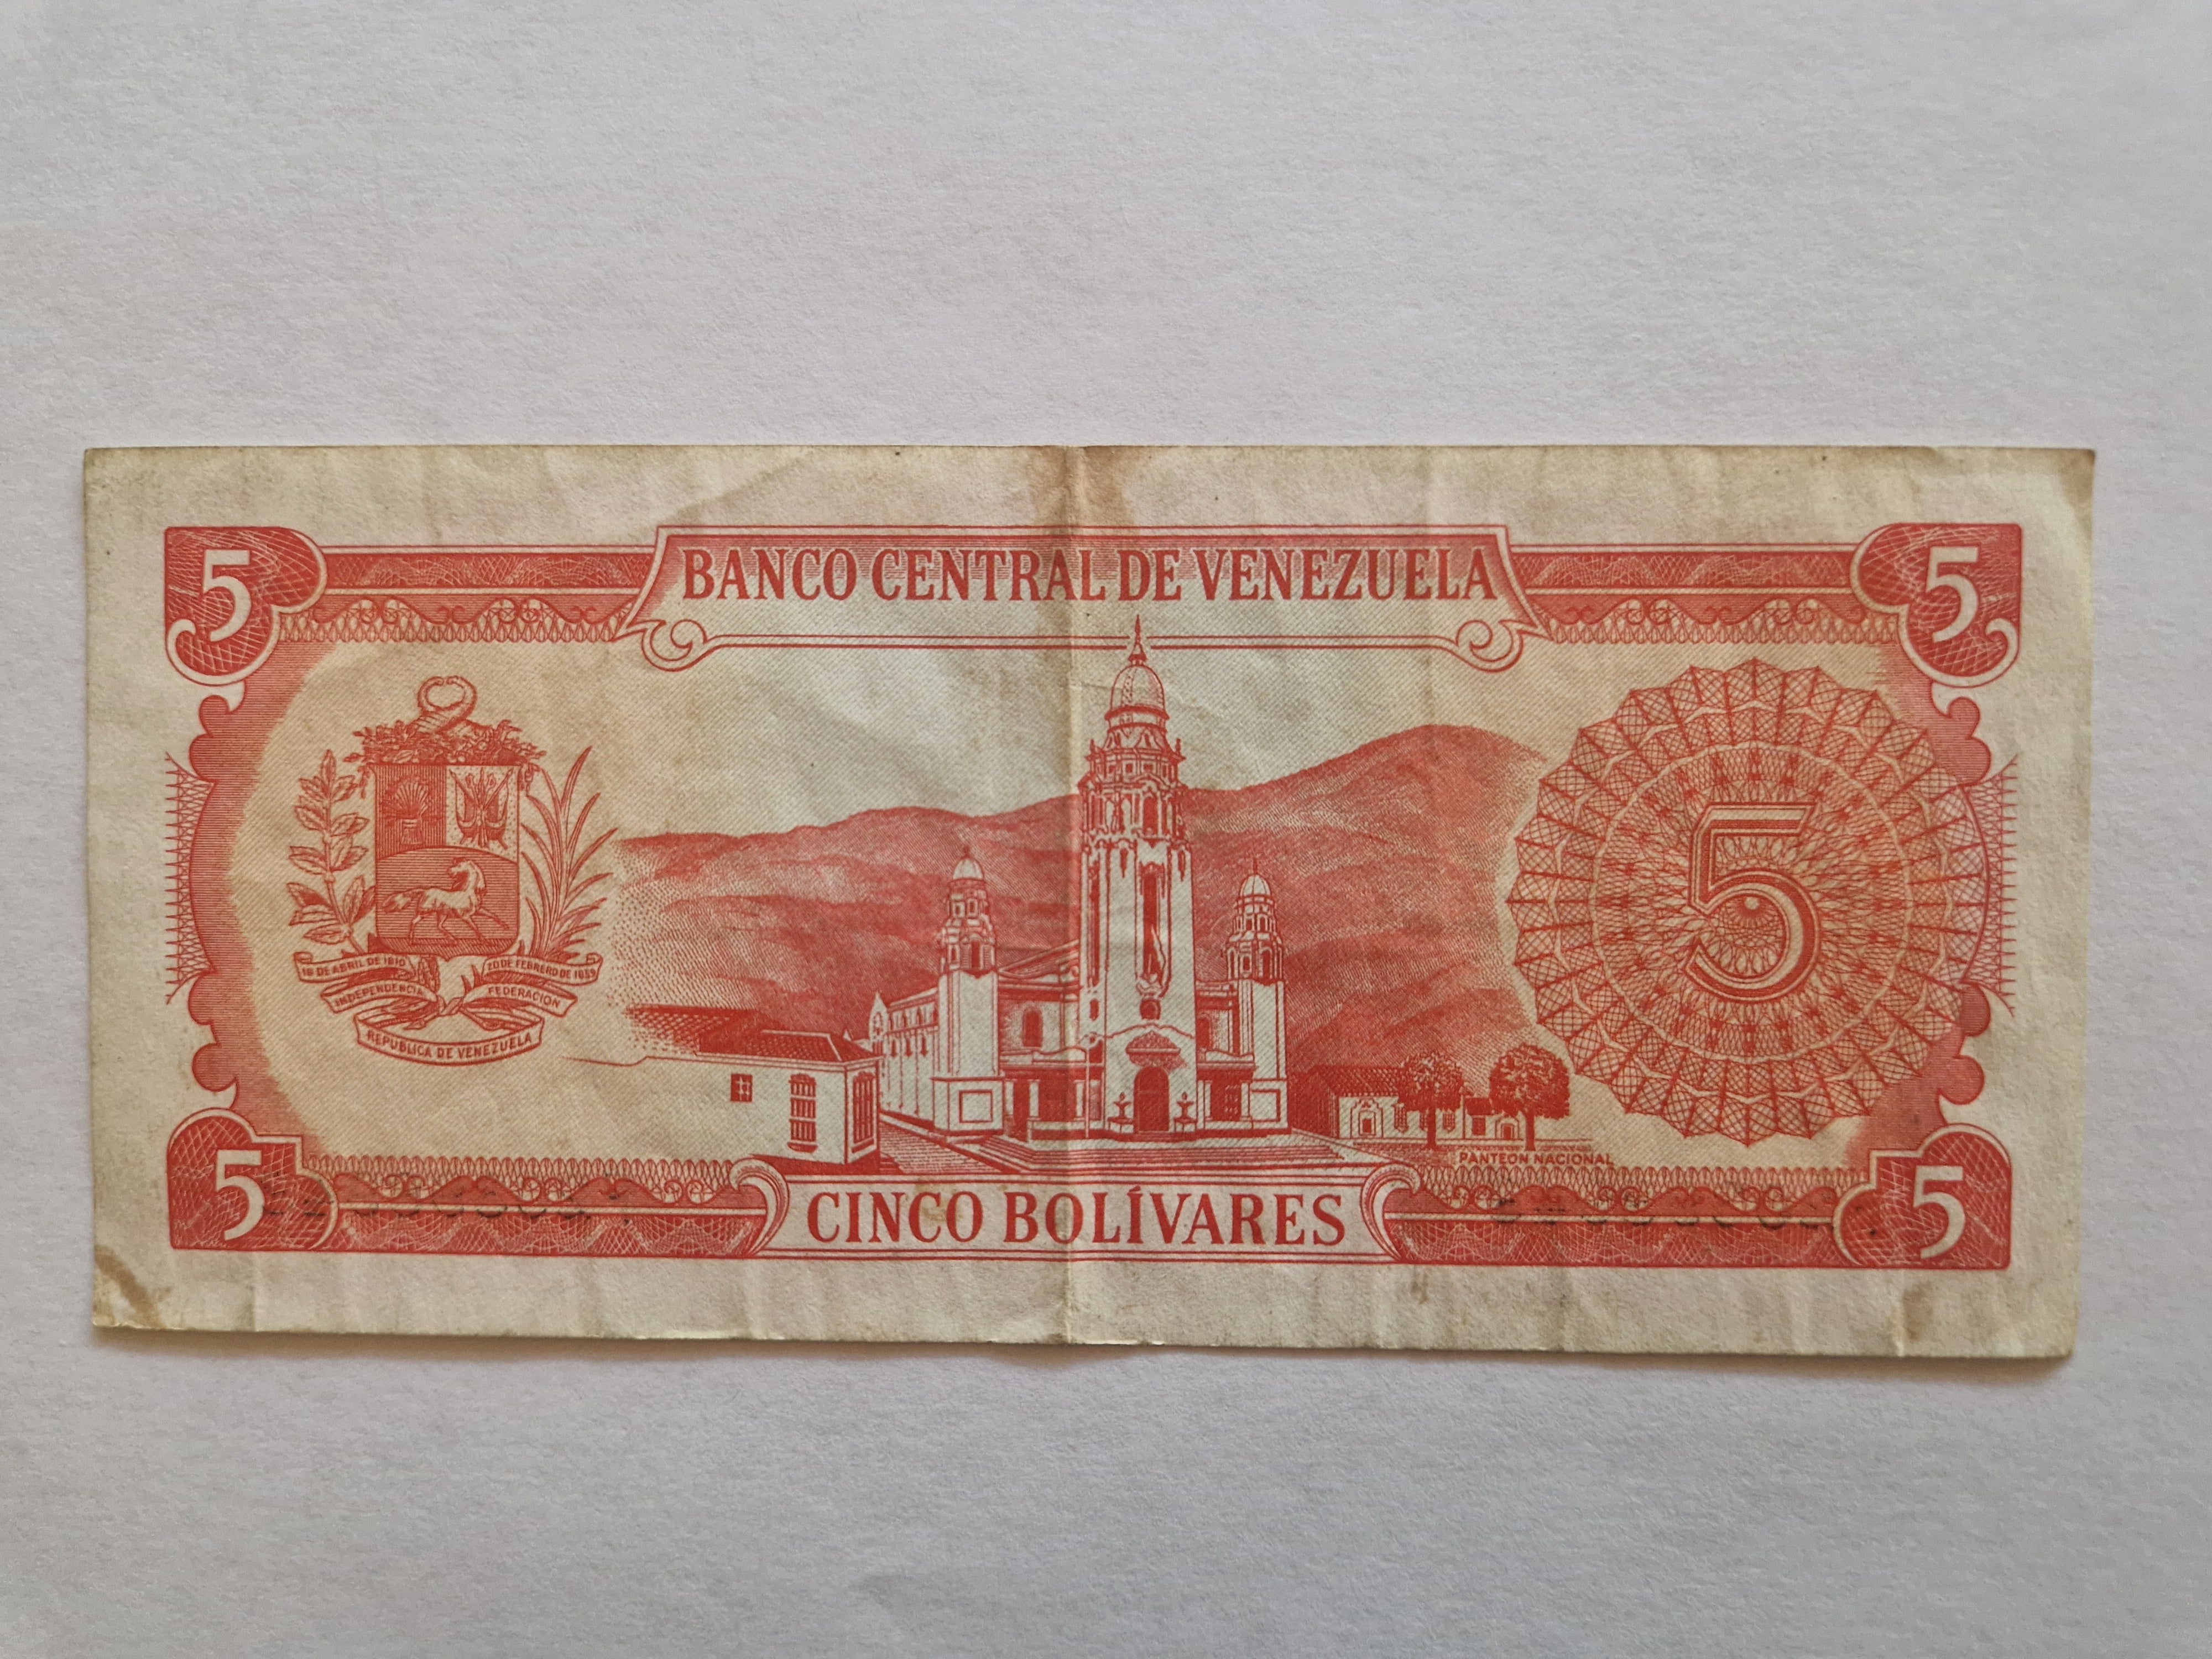 5 BANCO CENTRAL DE VENEZUELA 5
5
19 DE ABRIL DE 1810 20 DE FEBRERO DE 1859
INDEPENDENCIA FEDERACION
REPUBLICA DE VENEZUELA
PANTEON NACIONAL
5 CINCO BOLÍVARES 5